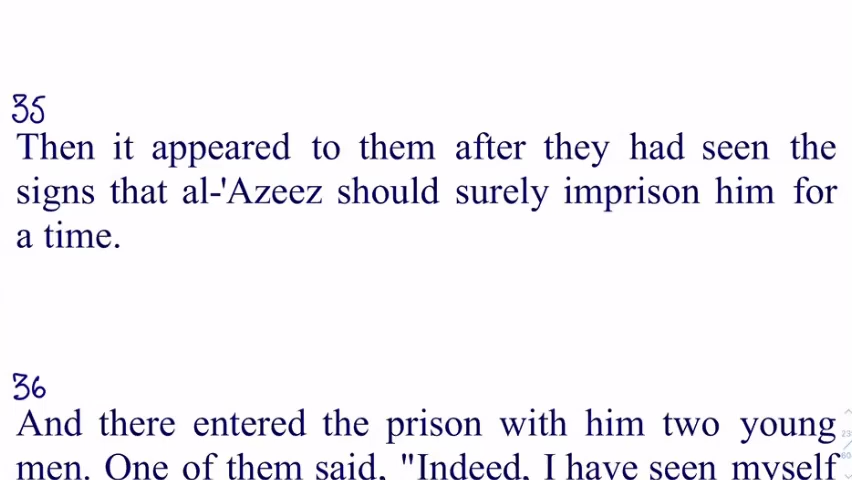 35
Then it appeared to them after they had seen the
signs that al-'Azeez should surely imprison him for
a time.
36
And there entered the prison with him two young
men. One of them said, "Indeed, I have seen myself